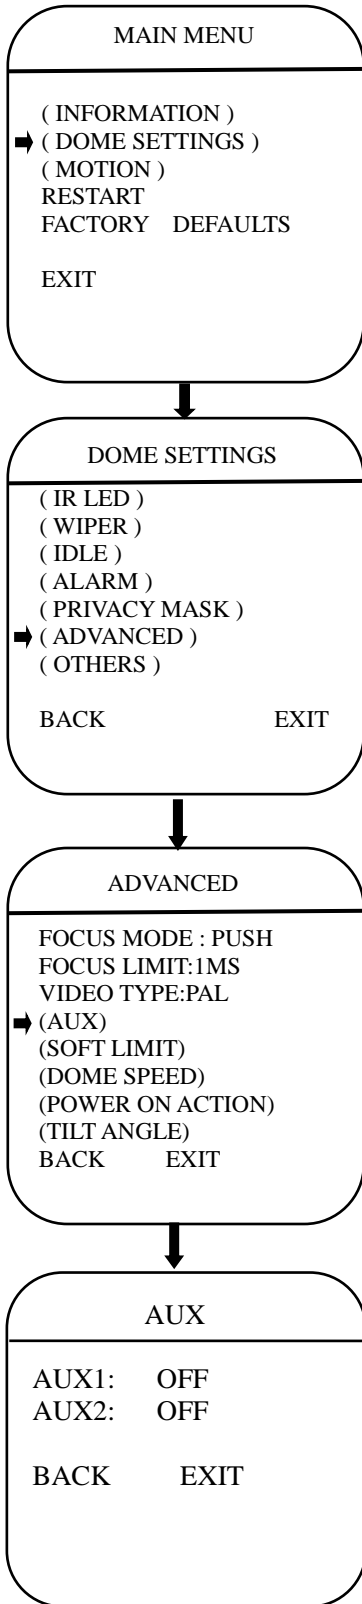 MAIN MENU
( INFORMATION )
( DOME SETTINGS )
( MOTION )
RESTART
FACTORY DEFAULTS
EXIT
DOME SETTINGS
( IR LED )
( WIPER )
( IDLE )
( ALARM )
( PRIVACY MASK )
( ADVANCED )
( OTHERS )
BACK EXIT
ADVANCED
FOCUS MODE : PUSH
FOCUS LIMIT:1MS
VIDEO TYPE:PAL
(AUX)
(SOFT LIMIT)
(DOME SPEED)
(POWER ON ACTION)
(TILT ANGLE)
BACK EXIT
AUX
AUX1: OFF
AUX2: OFF
BACK EXIT